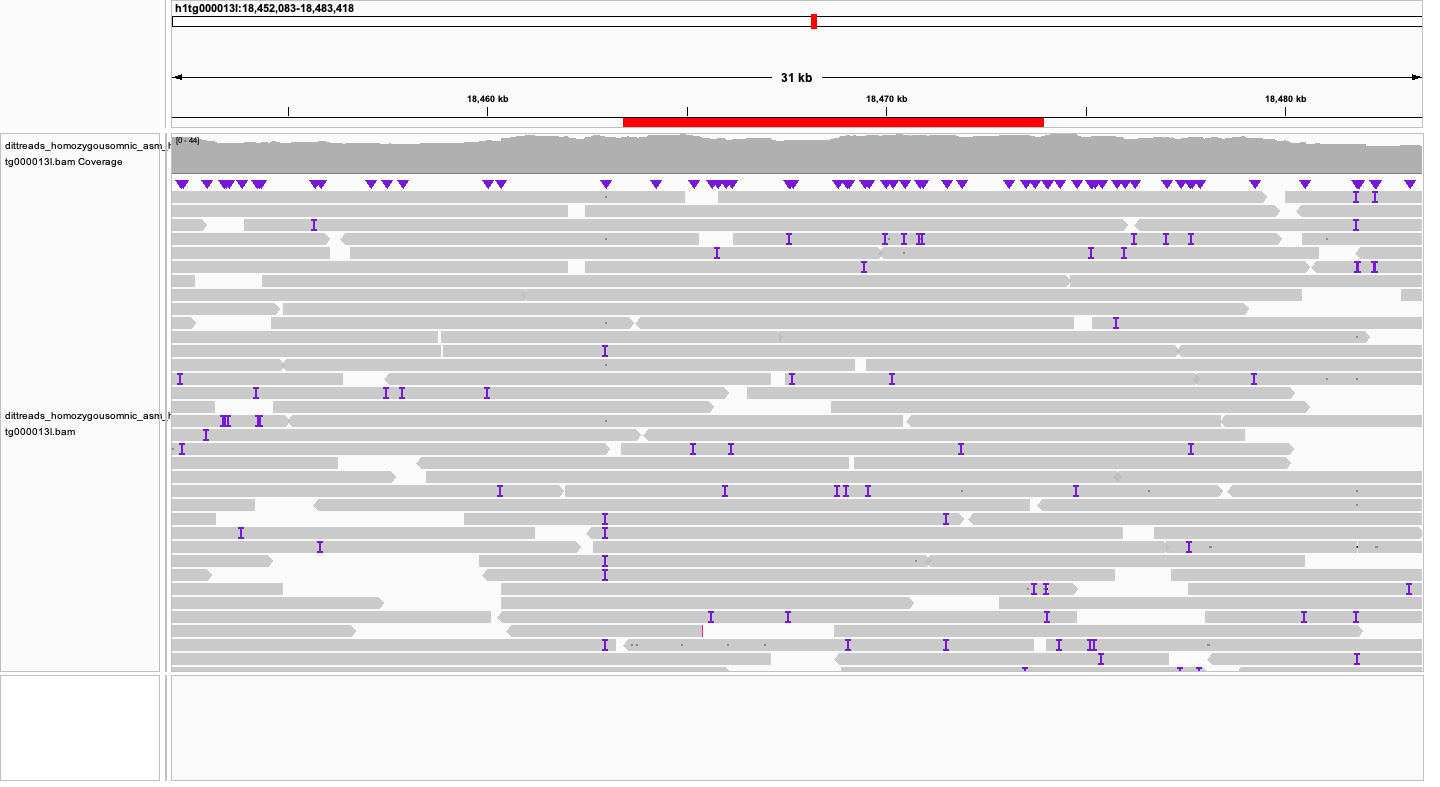 h1tg000013l:18,452,083-18,483,418
31 kb
18,460 kb
18,470 kb
18,480 kb
[0 - 44]
dittreads_homozygousomnic_asm_h
tg000013l.bam Coverage
dittreads_homozygousomnic_asm_h
tg000013l.bam